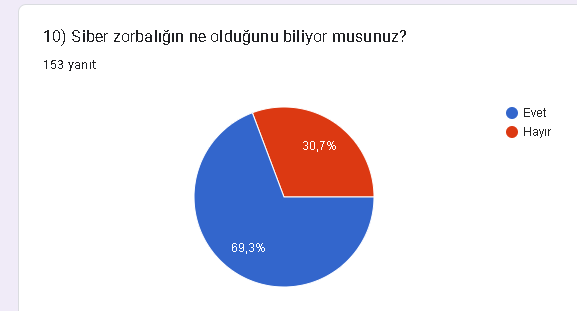 10) Siber zorbalığın ne olduğunu biliyor musunuz?
153 yanıt
Evet
Hayır
30,7%
69,3%